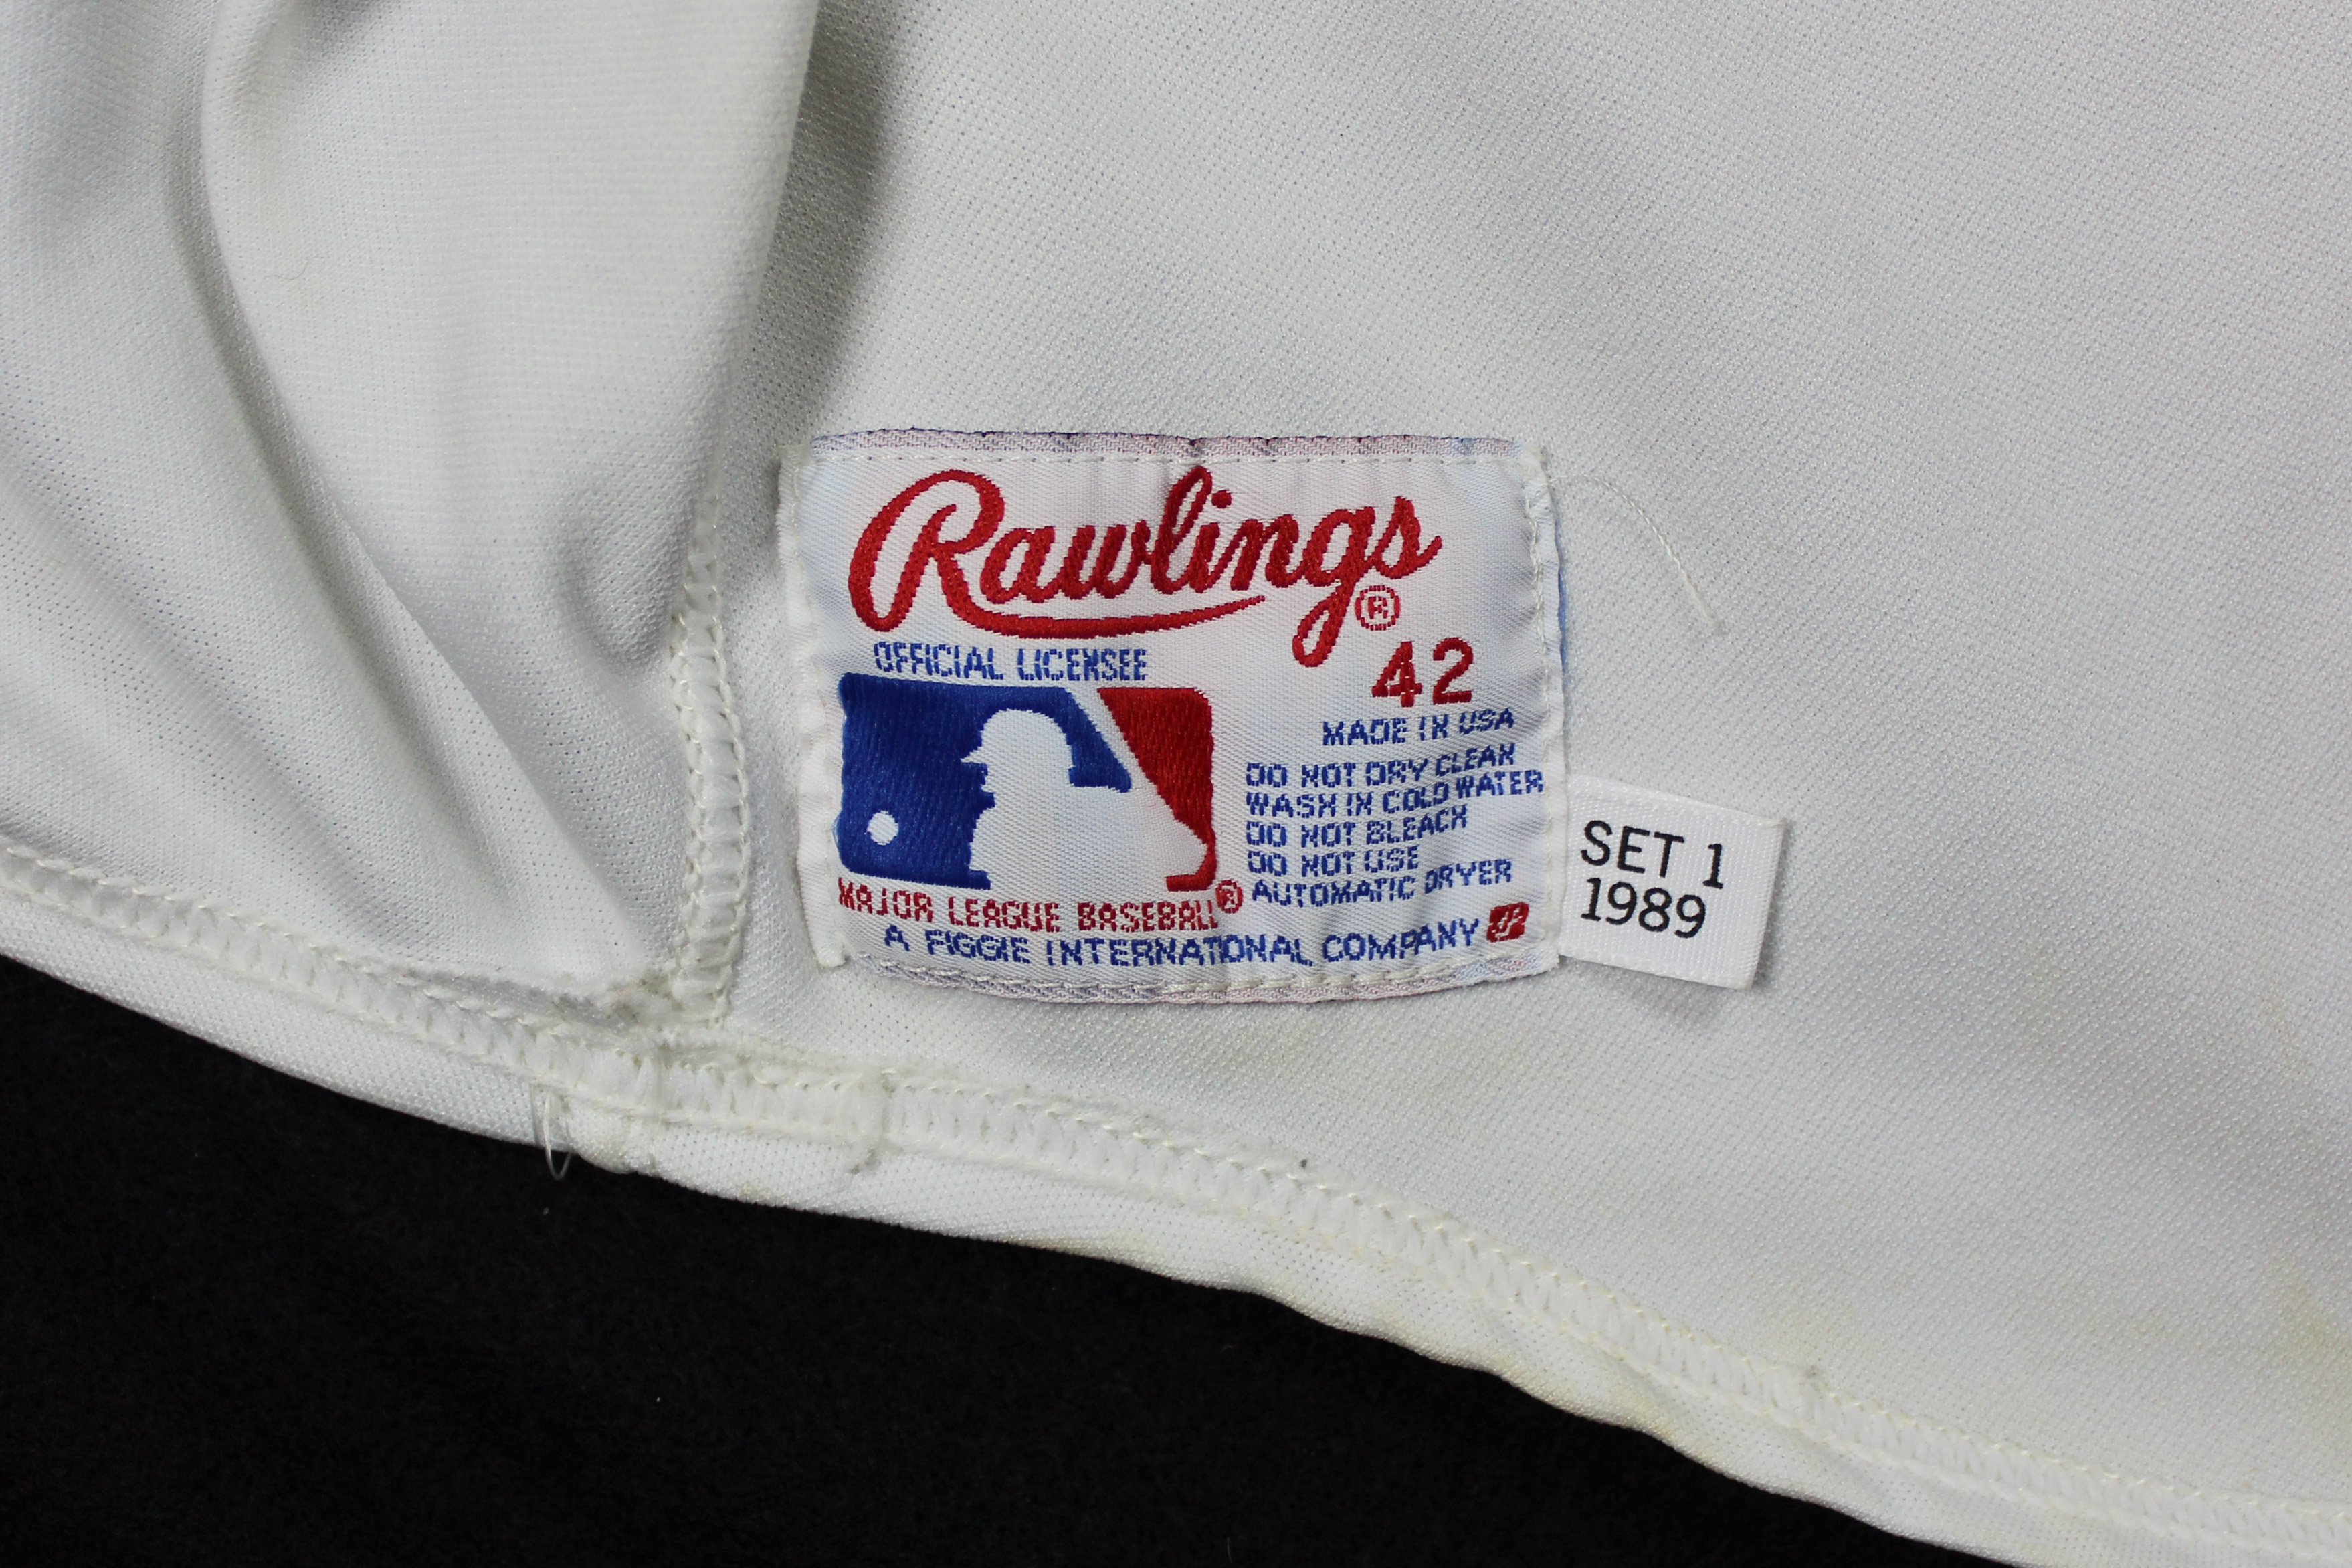 Rawlings®
42
OFFICIAL LICENSEE
MADE IN USA
DO NOT DRY CLEAN
WASH IN COLD WATER
DO NOT BLEACH
DO NOT USE
AUTOMATIC DRYER
MAJOR LEAGUE BASEBALL®
A FIGGIE INTERNATIONAL COMPANY
SET 1
1989